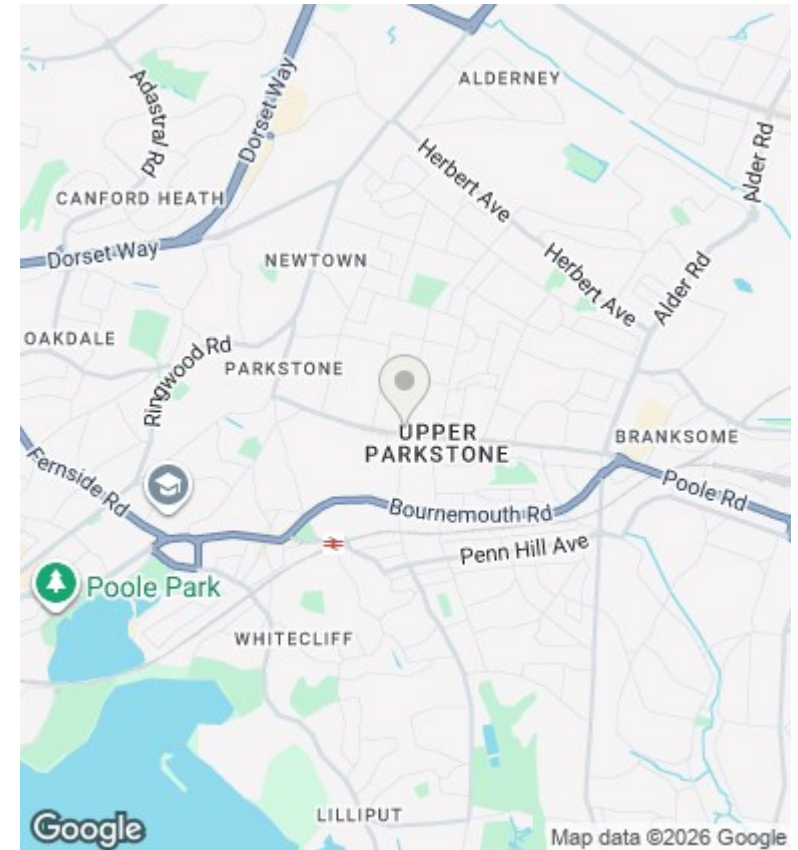 ALDERNEY
Adastral Rd
Dorset Way
Alder Rd
Herbert Ave
CANFORD HEATH
Dorset Way
NEWTOWN
Herbert Ave
Alder Rd
OAKDALE
Ringwood Rd
PARKSTONE
UPPER
PARKSTONE
BRANKSOME
Fernside Rd
Bournemouth Rd
Poole Rd
Penn Hill Ave
Poole Park
WHITECLIFF
LILLIPUT
Google
Map data ©2026 Google